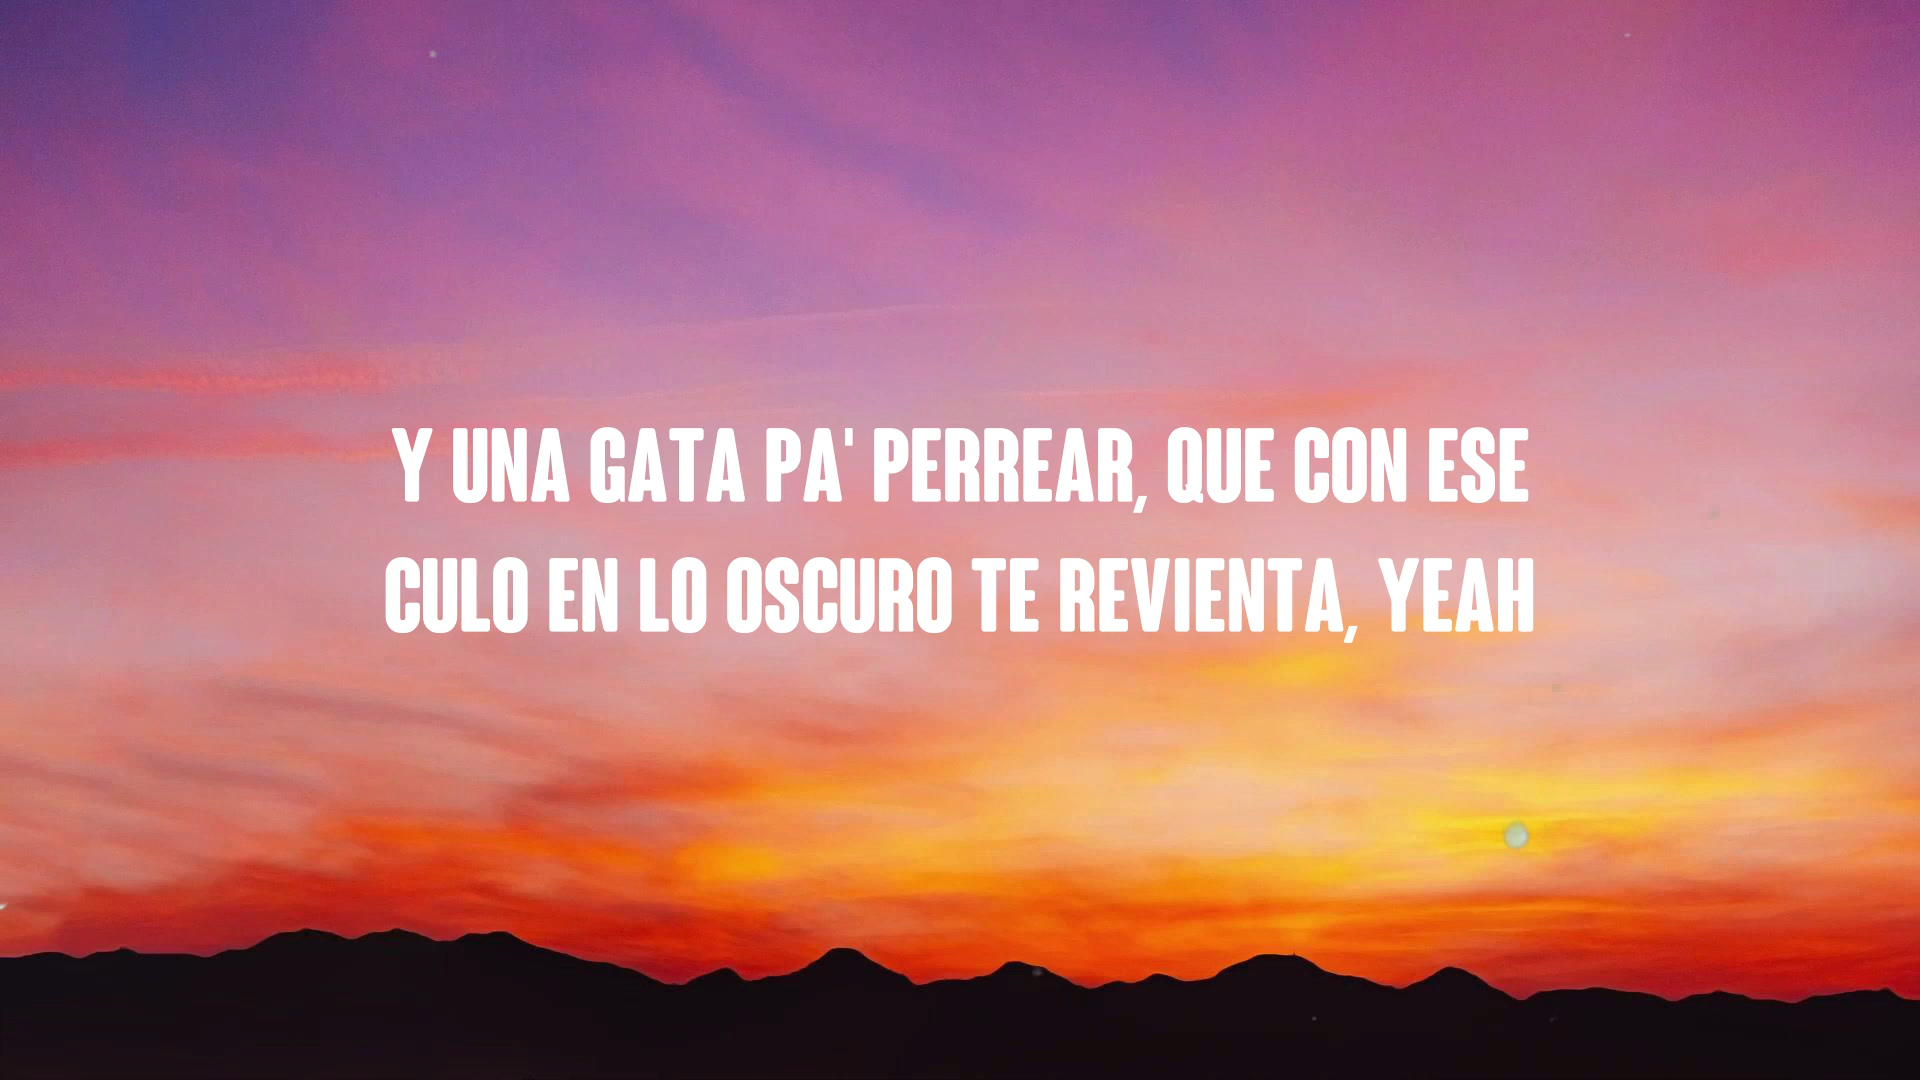 Y UNA GATA PA' PERREAR, QUE CON ESE
CULO EN LO OSCURO TE REVIENTA, YEAH